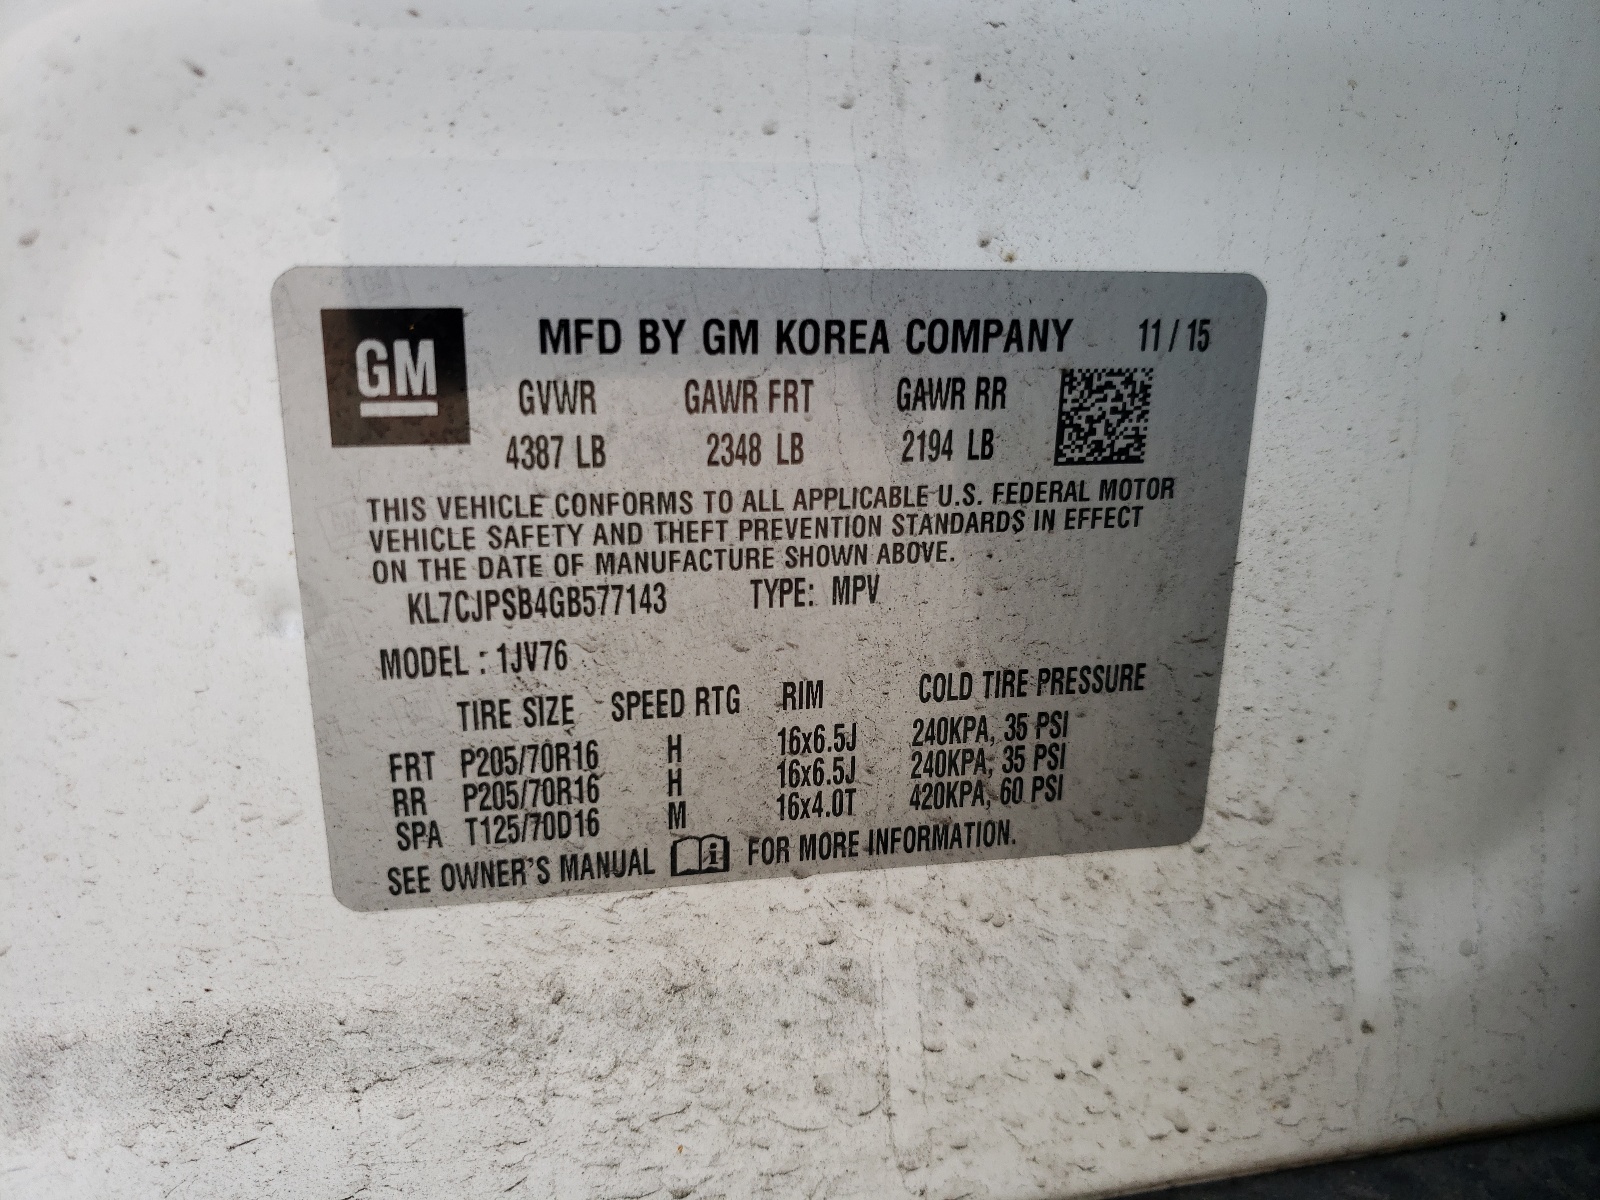 GM
MFD BY GM KOREA COMPANY 11/15
GVWR GAWR FRT GAWR RR
4387 LB 2348 LB 2194 LB
THIS VEHICLE CONFORMS TO ALL APPLICABLE U.S. FEDERAL MOTOR
VEHICLE SAFETY AND THEFT PREVENTION STANDARDS IN EFFECT
ON THE DATE OF MANUFACTURE SHOWN ABOVE.
KL7CJPSB4GB577143 TYPE: MPV
MODEL : 1JV76
TIRE SIZE SPEED RTG RIM COLD TIRE PRESSURE
FRT P205/70R16 H 16x6.5J 240KPA, 35 PSI
RR P205/70R16 H 16x6.5J 240KPA, 35 PSI
SPA T125/70D16 M 16x4.0T 420KPA, 60 PSI
SEE OWNER'S MANUAL i FOR MORE INFORMATION.